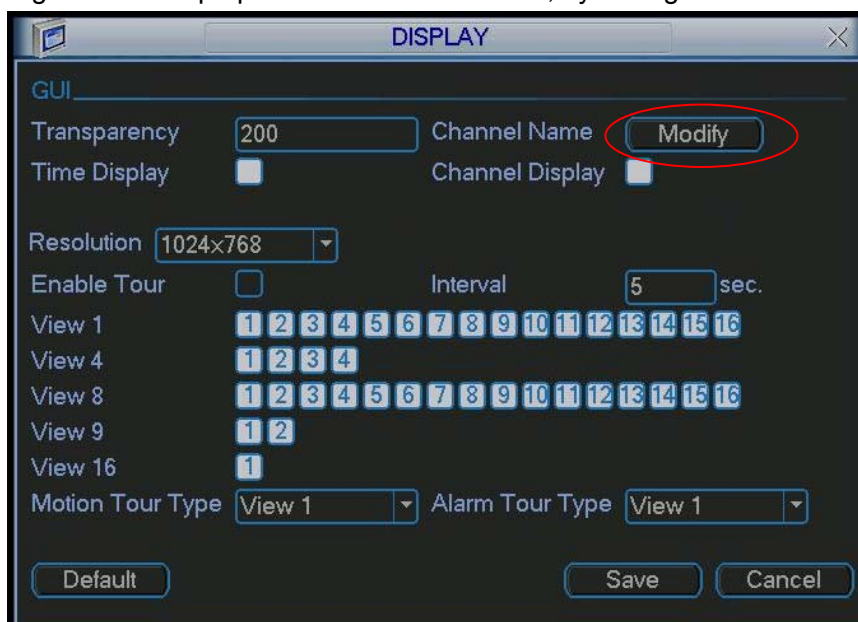 DISPLAY
GUI
Transparency 200 Channel Name Modify
Time Display Channel Display
Resolution 1024×768
Enable Tour Interval 5 sec.
View 1 1 2 3 4 5 6 7 8 9 10 11 12 13 14 15 16
View 4 1 2 3 4
View 8 1 2 3 4 5 6 7 8 9 10 11 12 13 14 15 16
View 9 1 2
View 16 1
Motion Tour Type View 1 Alarm Tour Type View 1
Default Save Cancel